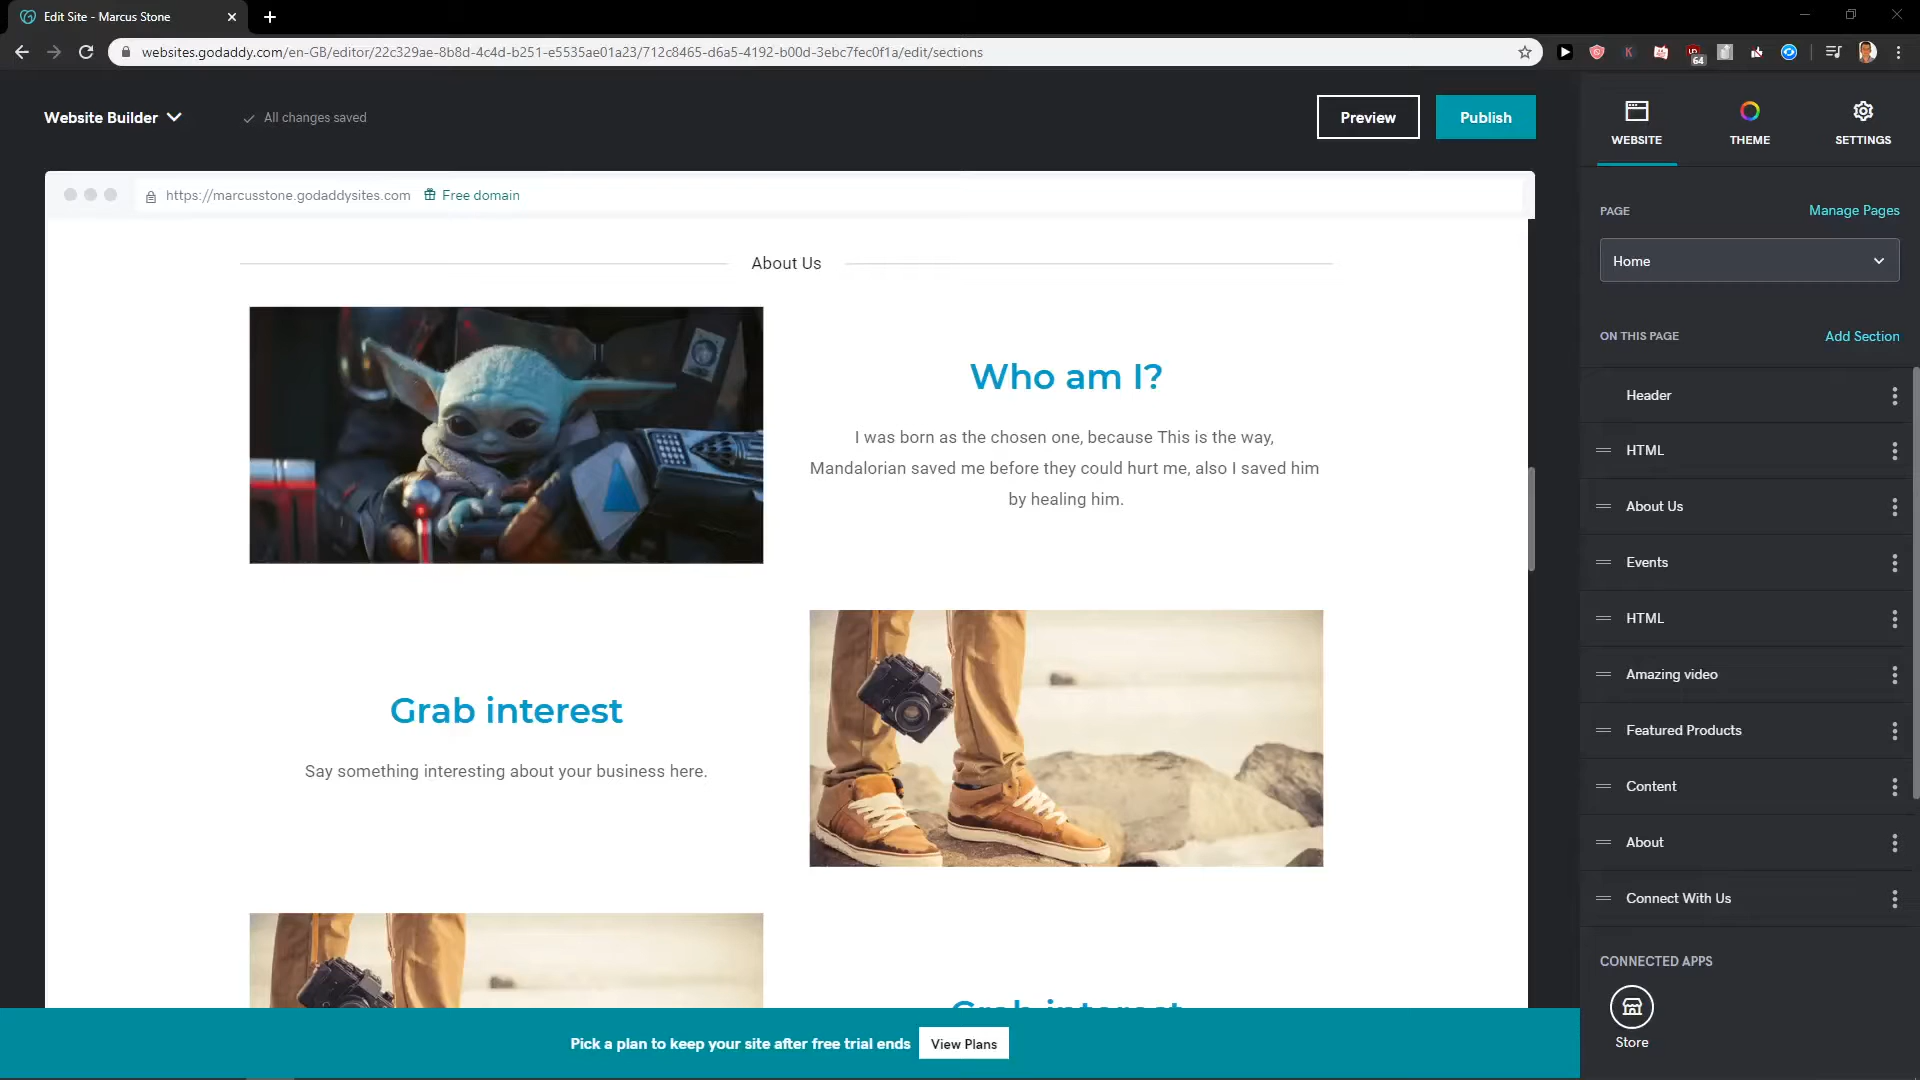 Edit Site - Marcus Stone
websites.godaddy.com/en-GB/editor/22c329ae-8b8d-4c4d-b251-e5535ae01a23/712c8465-d6a5-4192-b00d-3ebc7fec0f1a/edit/sections
64
Website Builder
All changes saved
Preview
Publish
WEBSITE
THEME
SETTINGS
https://marcusstone.godaddysites.com
Free domain
PAGE
Manage Pages
Home
About Us
ON THIS PAGE
Add Section
Who am I?
I was born as the chosen one, because This is the way,
Mandalorian saved me before they could hurt me, also I saved him
by healing him.
Header
HTML
About Us
Events
HTML
Amazing video
Featured Products
Content
About
Connect With Us
Grab interest
Say something interesting about your business here.
Grab interest
CONNECTED APPS
Store
Pick a plan to keep your site after free trial ends
View Plans